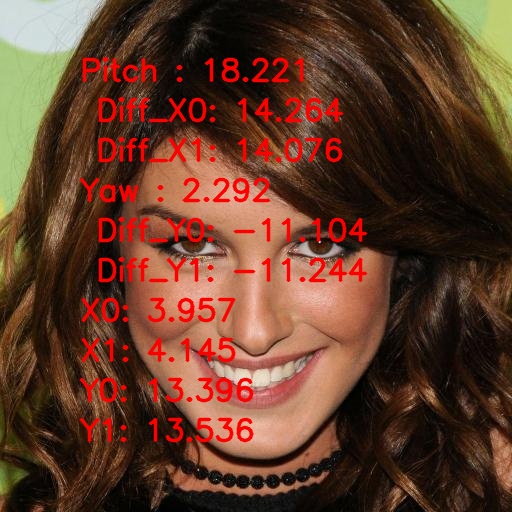 Pitch : 18.221
Diff_X0: 14.264
Diff_X1: 14.076
Yaw : 2.292
Diff_Y0: -11.104
Diff_Y1: -11.244
X0: 3.957
X1: 4.145
Y0: 13.396
Y1: 13.536